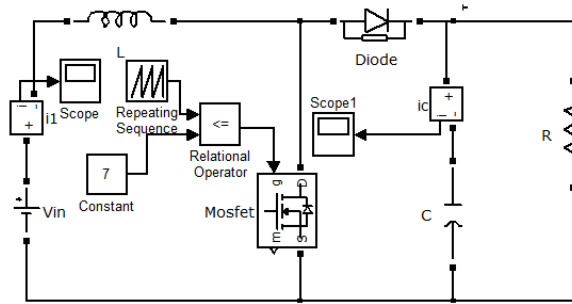 L
Diode
Scope
Repeating
Sequence
Scope1
i1
i
-
+
<=
Relational
Operator
+
-
i
ic
R
7
Constant
Vin
+
Mosfet
g
D
m
S
C